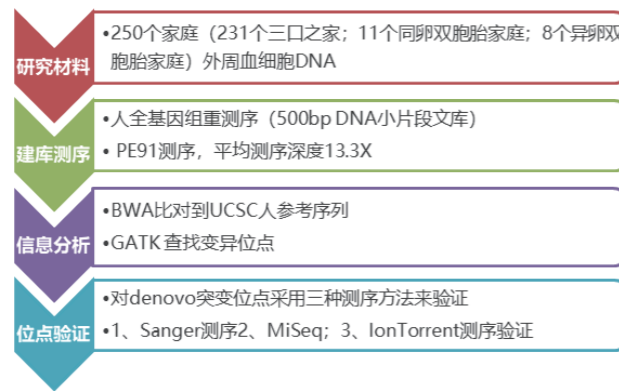 研究材料
•250个家庭（231个三口之家；11个同卵双胞胎家庭；8个异卵双
胞胎家庭）外周血细胞DNA
建库测序
•人全基因组重测序（500bp DNA小片段文库）
• PE91测序，平均测序深度13.3X
信息分析
•BWA比对到UCSC人参考序列
•GATK 查找变异位点
位点验证
•对denovo突变位点采用三种测序方法来验证
•1、Sanger测序2、MiSeq；3、IonTorrent测序验证